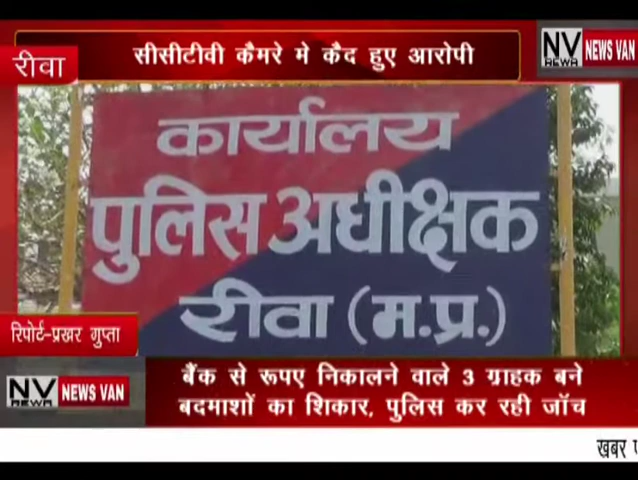 सीसीटीवी कैमरे मे कैद हुए आरोपी
NV NEWS VAN
REWA
रीवा
कार्यालय
पुलिस अधीक्षक
रीवा (म.प्र.)
रिपोर्ट-प्रखर गुप्ता
बैंक से रूपए निकालने वाले 3 ग्राहक बने
बदमाशों का शिकार, पुलिस कर रही जॉच
NV NEWS VAN
REWA
खबर